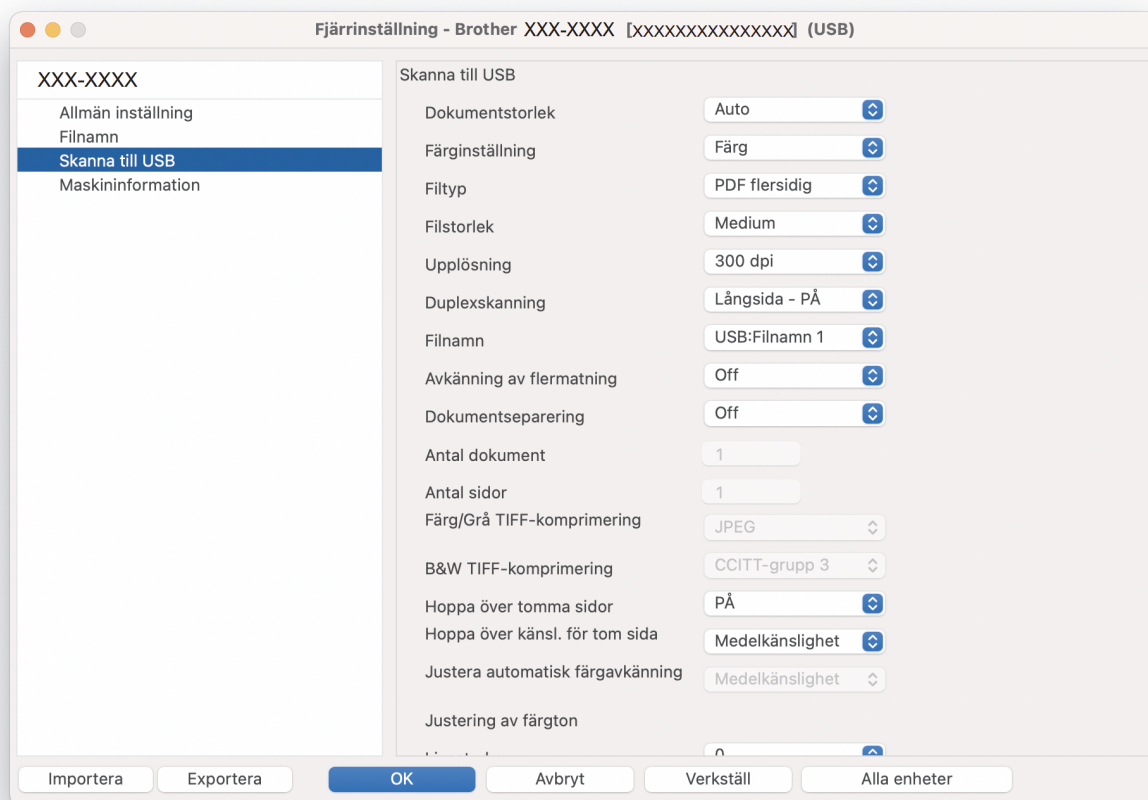 Fjärrinställning - Brother XXX-XXXX [XXXXXXXXXXXXXXX] (USB)
XXX-XXXX
Allmän inställning
Filnamn
Skanna till USB
Maskininformation
Skanna till USB
Dokumentstorlek Auto
Färginställning Färg
Filtyp PDF flersidig
Filstorlek Medium
Upplösning 300 dpi
Duplexskanning Långsida - PÅ
Filnamn USB:Filnamn 1
Avkänning av flermatning Off
Dokumentseparering Off
Antal dokument 1
Antal sidor 1
Färg/Grå TIFF-komprimering JPEG
B&W TIFF-komprimering CCITT-grupp 3
Hoppa över tomma sidor PÅ
Hoppa över känsl. för tom sida Medelkänslighet
Justera automatisk färgavkänning Medelkänslighet
Justering av färgton
0
Importera Exportera OK Avbryt Verkställ Alla enheter